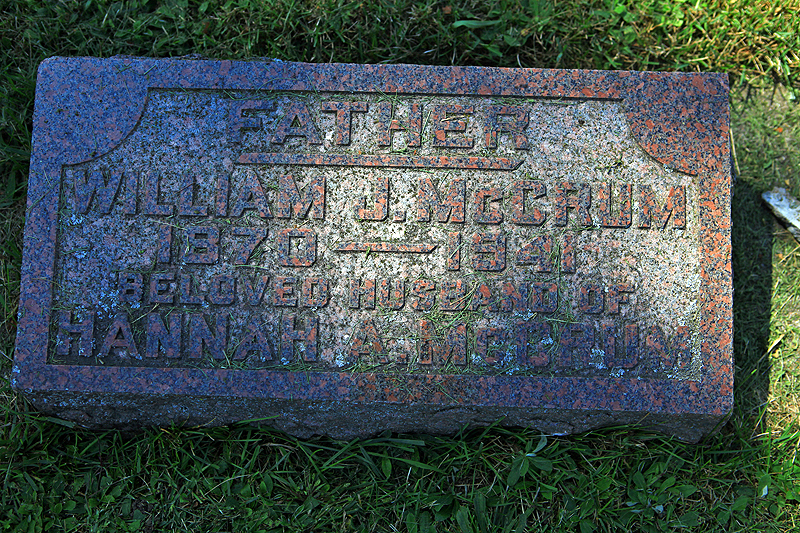 FATHER
WILLIAM J. McCRUM
1870 — 1941
BELOVED HUSBAND OF
HANNAH A. McCRUM